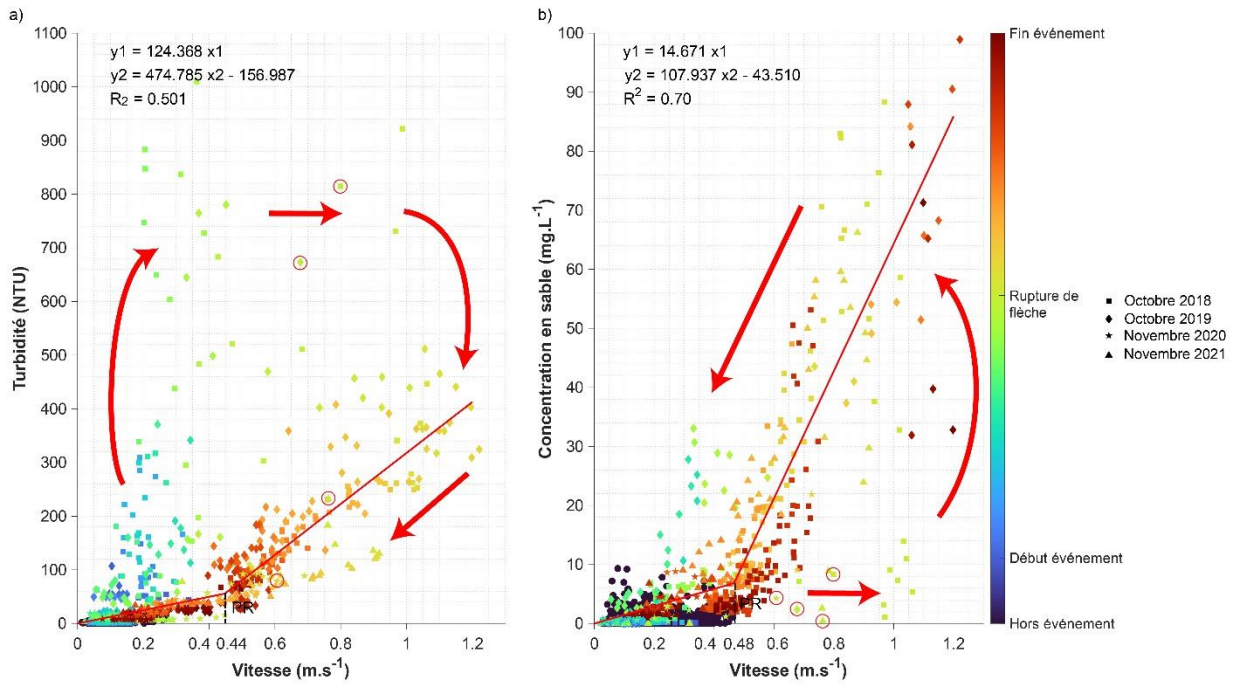 a)
y1 = 124.368 x1
y2 = 474.785 x2 - 156.987
R2 = 0.501
1100
1000
900
800
700
600
500
400
300
200
100
0
Turbidité (NTU)
PR
0 0.2 0.44 0.6 0.8 1 1.2
Vitesse (m.s-1)
b)
y1 = 14.671 x1
y2 = 107.937 x2 - 43.510
R2 = 0.70
100
90
80
70
60
50
40
30
20
10
0
Concentration en sable (mg.L-1)
PR
0 0.2 0.4 0.48 0.6 0.8 1 1.2
Vitesse (m.s-1)
Fin événement
Rupture de
flèche
Début événement
Hors événement
Octobre 2018
Octobre 2019
Novembre 2020
Novembre 2021